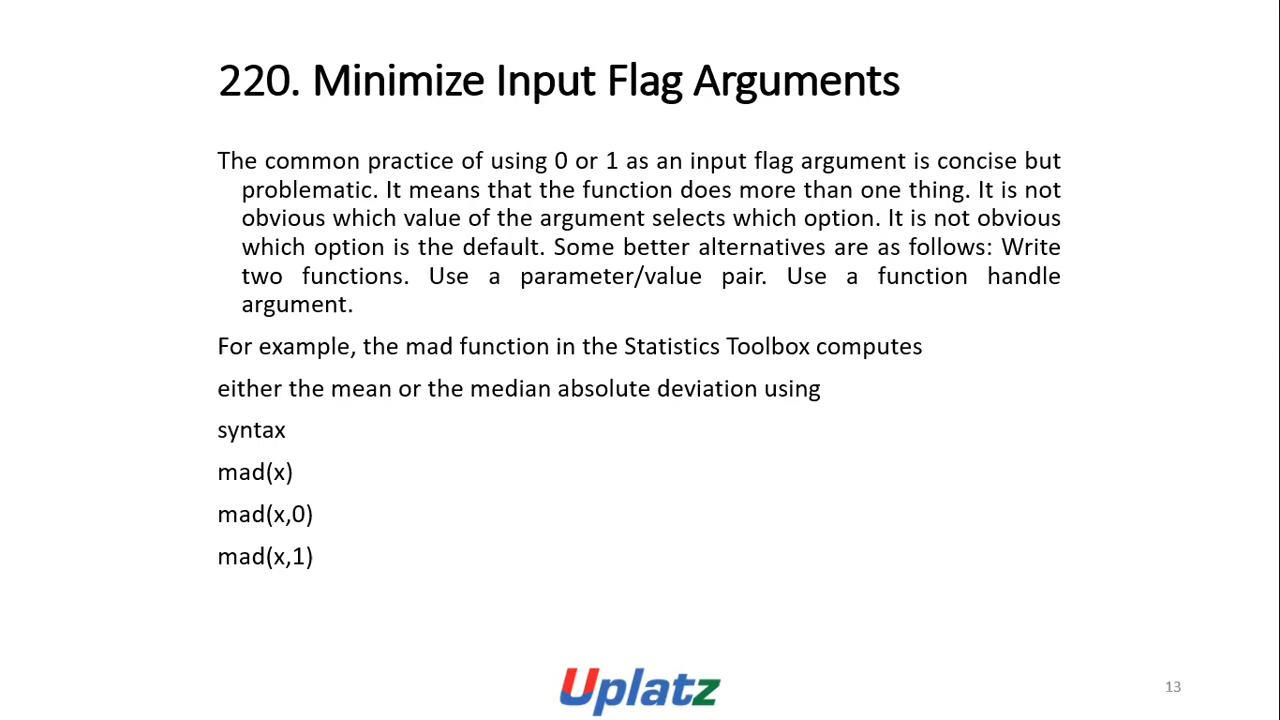 220. Minimize Input Flag Arguments
The common practice of using 0 or 1 as an input flag argument is concise but
problematic. It means that the function does more than one thing. It is not
obvious which value of the argument selects which option. It is not obvious
which option is the default. Some better alternatives are as follows: Write
two functions. Use a parameter/value pair. Use a function handle
argument.
For example, the mad function in the Statistics Toolbox computes
either the mean or the median absolute deviation using
syntax
mad(x)
mad(x,0)
mad(x,1)
Uplatz
13